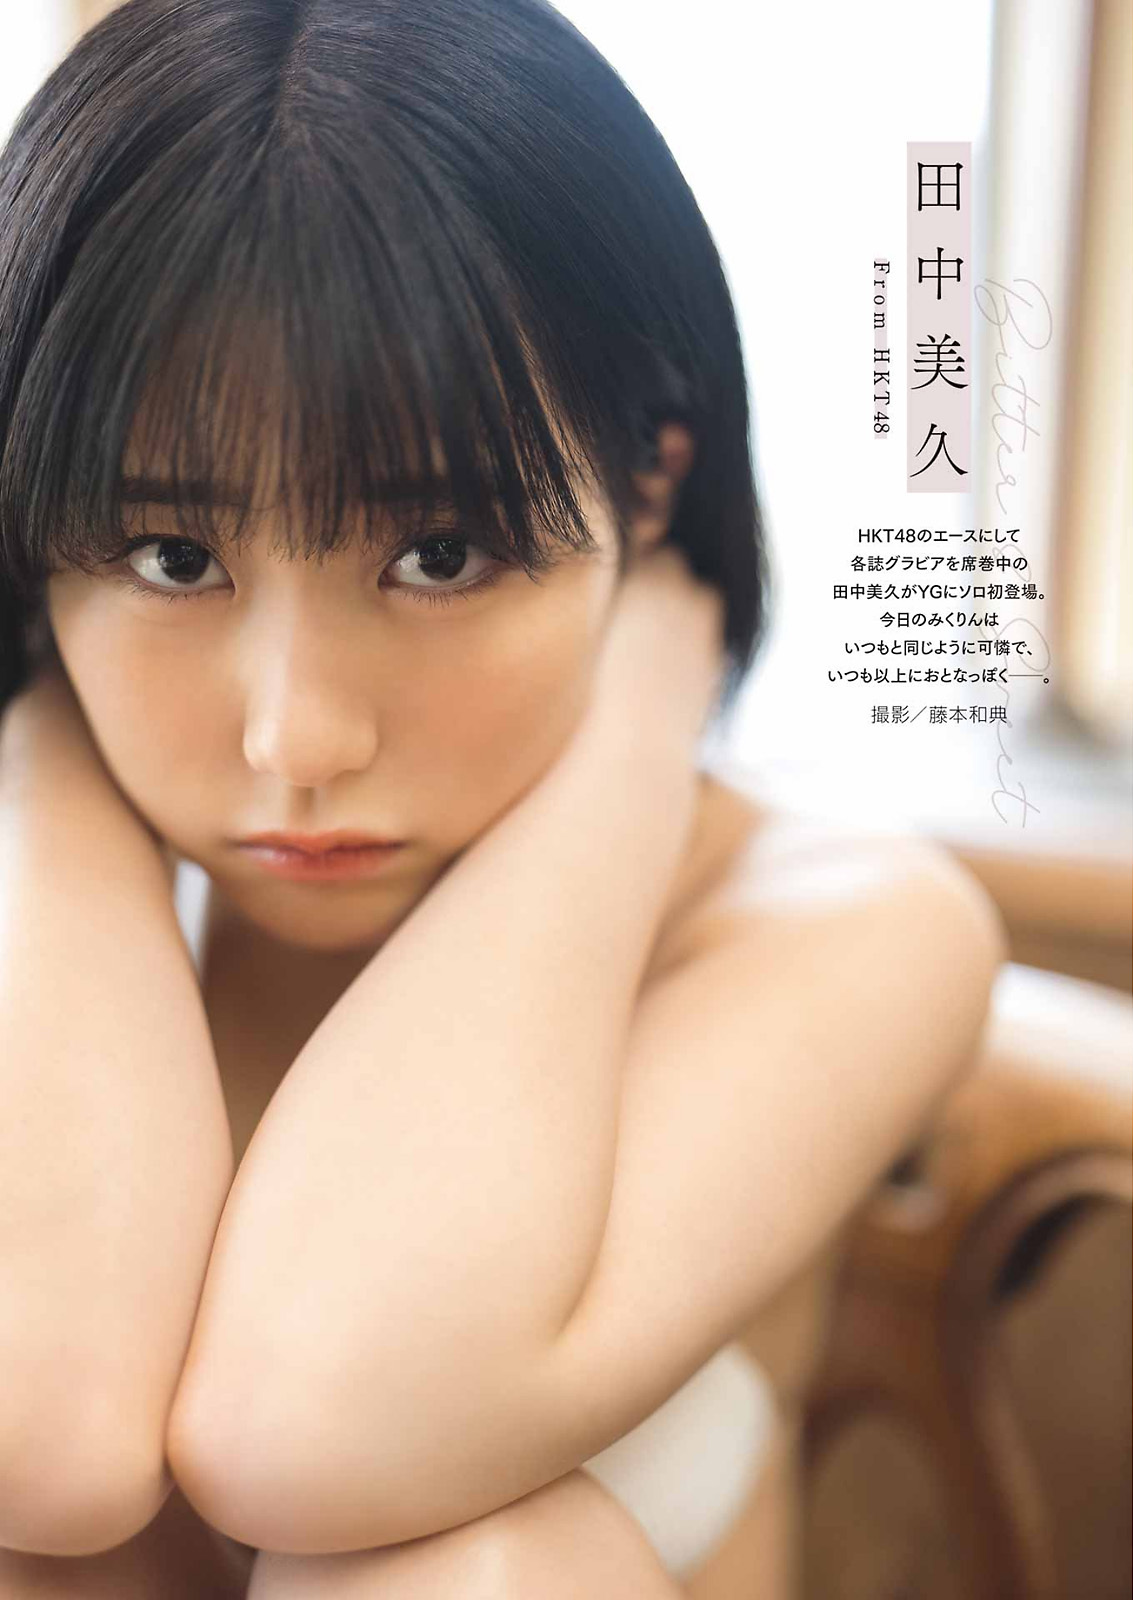 田中美久
From HKT48
Bitter & Sweet
HKT48のエースにして
各誌グラビアを席巻中の
田中美久がYGにソロ初登場。
今日のみくりんは
いつもと同じように可憐で、
いつも以上におとなっぽく――。
撮影／藤本和典